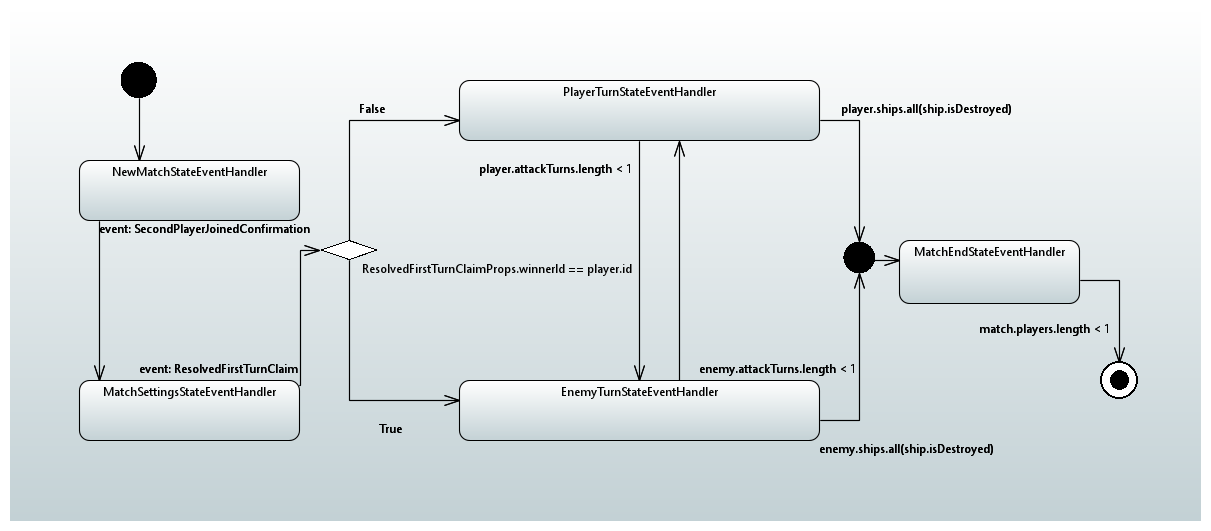 False
PlayerTurnStateEventHandler
player.ships.all(ship.isDestroyed)
NewMatchStateEventHandler
player.attackTurns.length < 1
event: SecondPlayerJoinedConfirmation
ResolvedFirstTurnClaimProps.winnerId == player.id
MatchEndStateEventHandler
match.players.length < 1
event: ResolvedFirstTurnClaim
enemy.attackTurns.length < 1
MatchSettingsStateEventHandler
EnemyTurnStateEventHandler
True
enemy.ships.all(ship.isDestroyed)